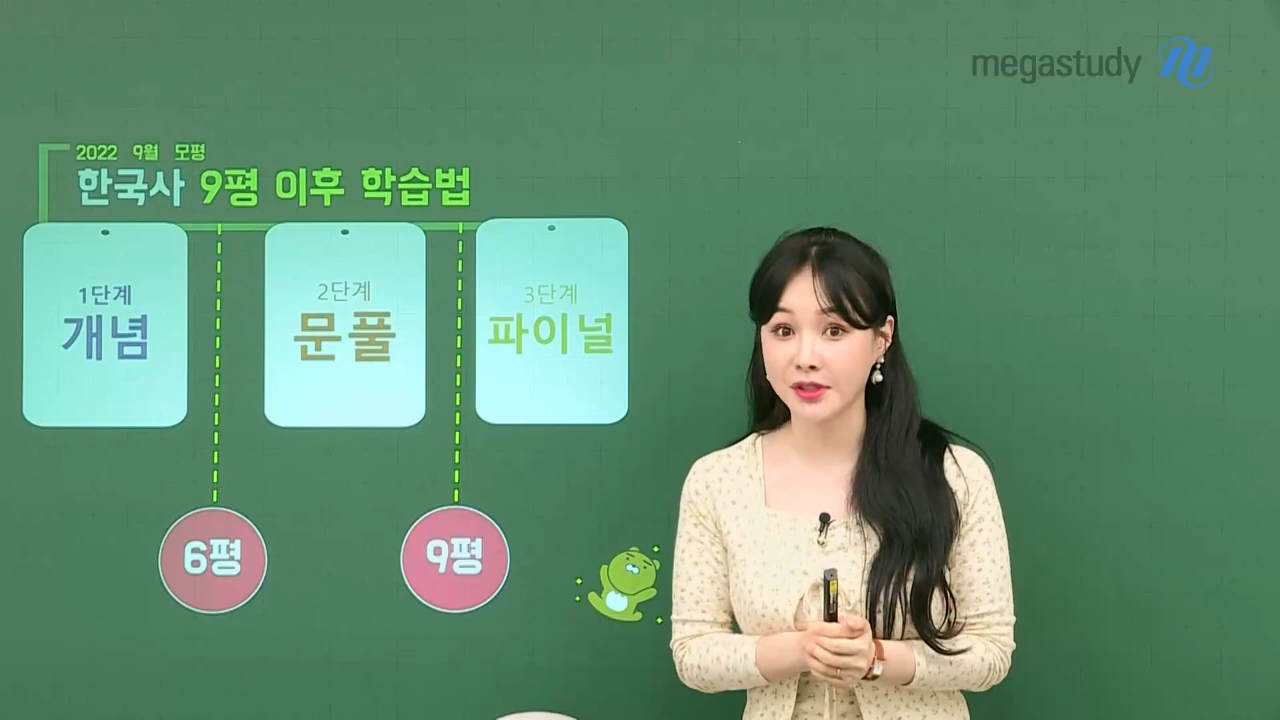 megastudy
2022 9월 모평
한국사 9평 이후 학습법
1단계
개념
2단계
문풀
3단계
파이널
6평
9평